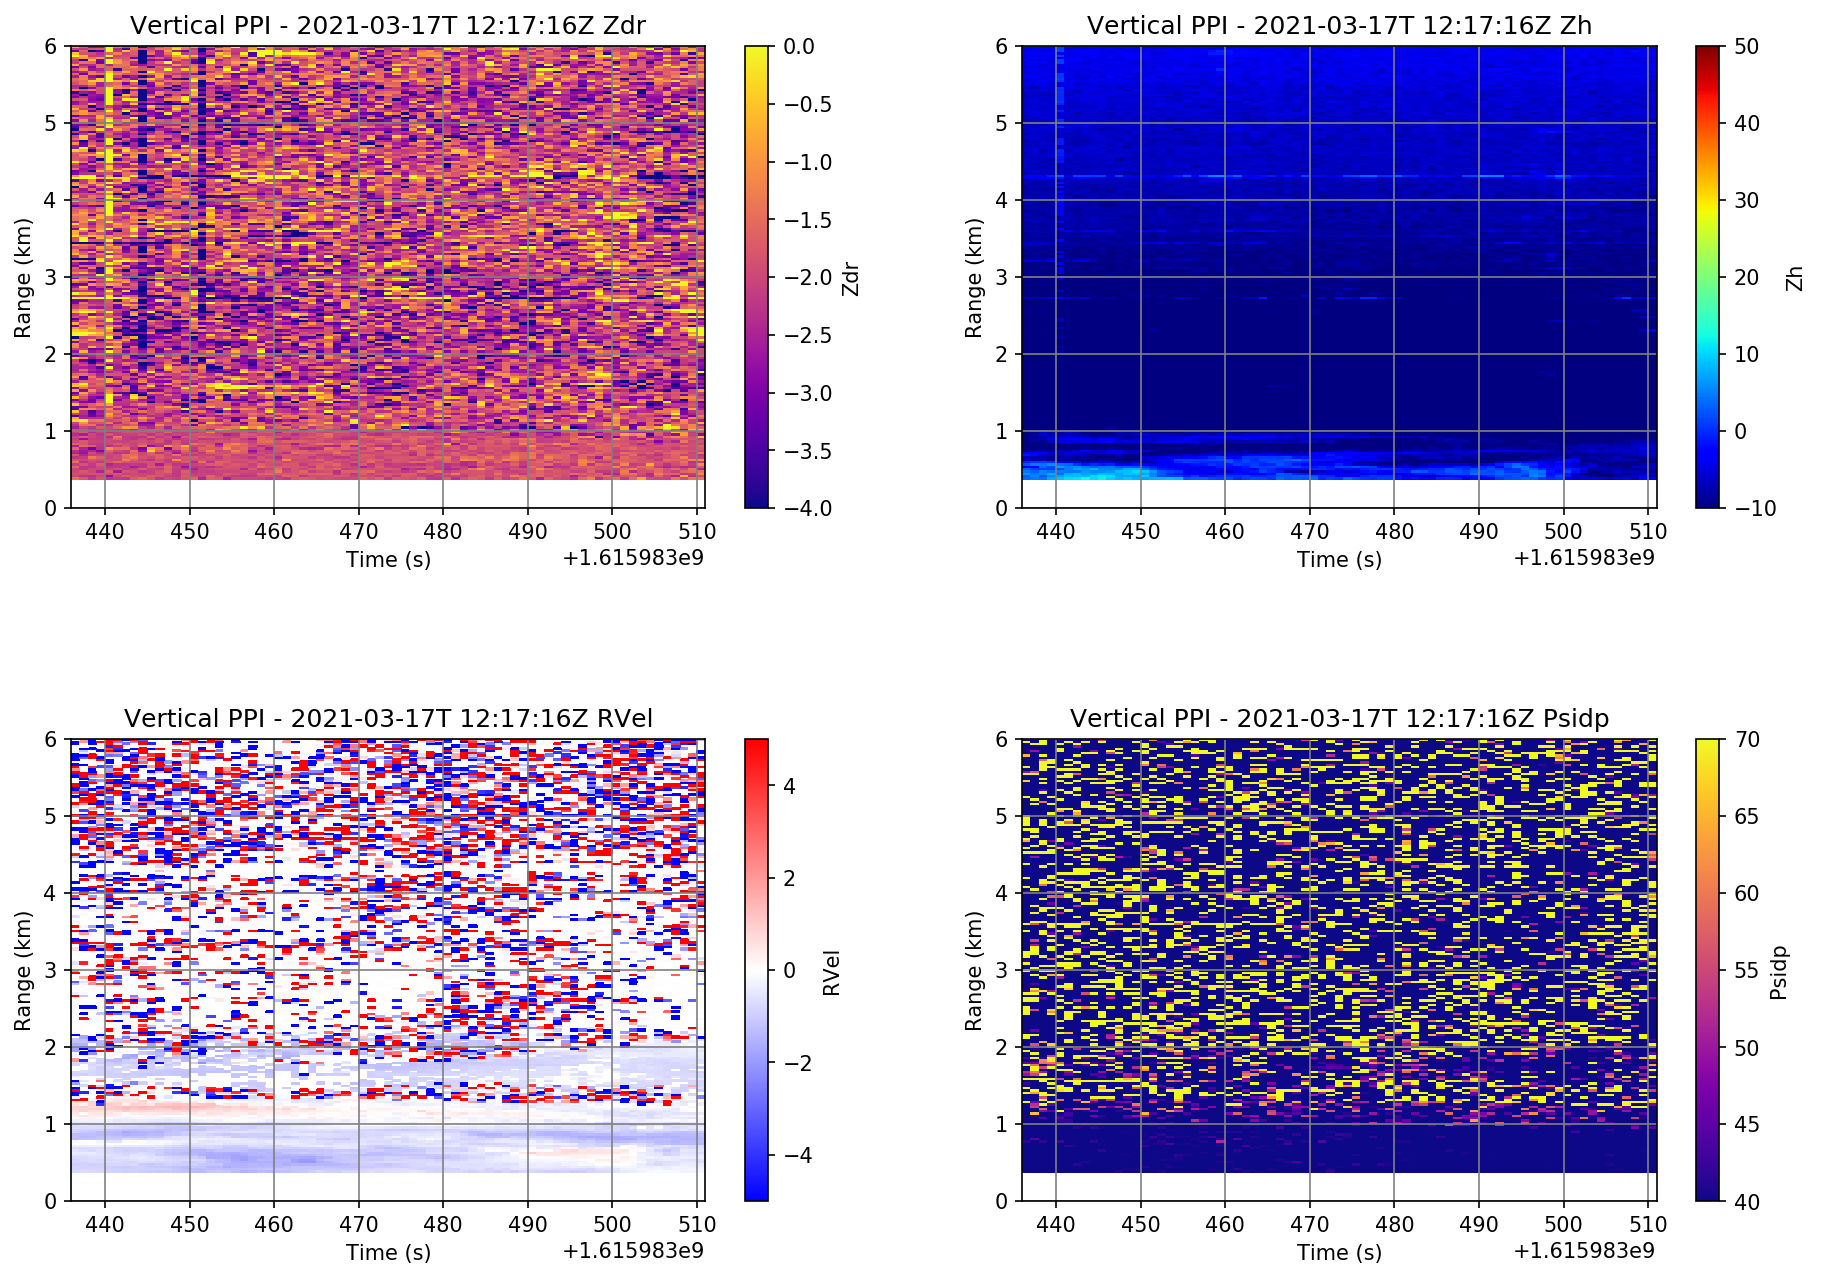 Vertical PPI - 2021-03-17T 12:17:16Z Zdr
6
5
4
3
2
1
0
Range (km)
440 450 460 470 480 490 500 510
Time (s)
+1.615983e9
0.0
−0.5
−1.0
−1.5
−2.0
−2.5
−3.0
−3.5
−4.0
Zdr
Vertical PPI - 2021-03-17T 12:17:16Z Zh
6
5
4
3
2
1
0
Range (km)
440 450 460 470 480 490 500 510
Time (s)
+1.615983e9
50
40
30
20
10
0
−10
Zh
Vertical PPI - 2021-03-17T 12:17:16Z RVel
6
5
4
3
2
1
0
Range (km)
440 450 460 470 480 490 500 510
Time (s)
+1.615983e9
4
2
0
−2
−4
RVel
Vertical PPI - 2021-03-17T 12:17:16Z Psidp
6
5
4
3
2
1
0
Range (km)
440 450 460 470 480 490 500 510
Time (s)
+1.615983e9
70
65
60
55
50
45
40
Psidp